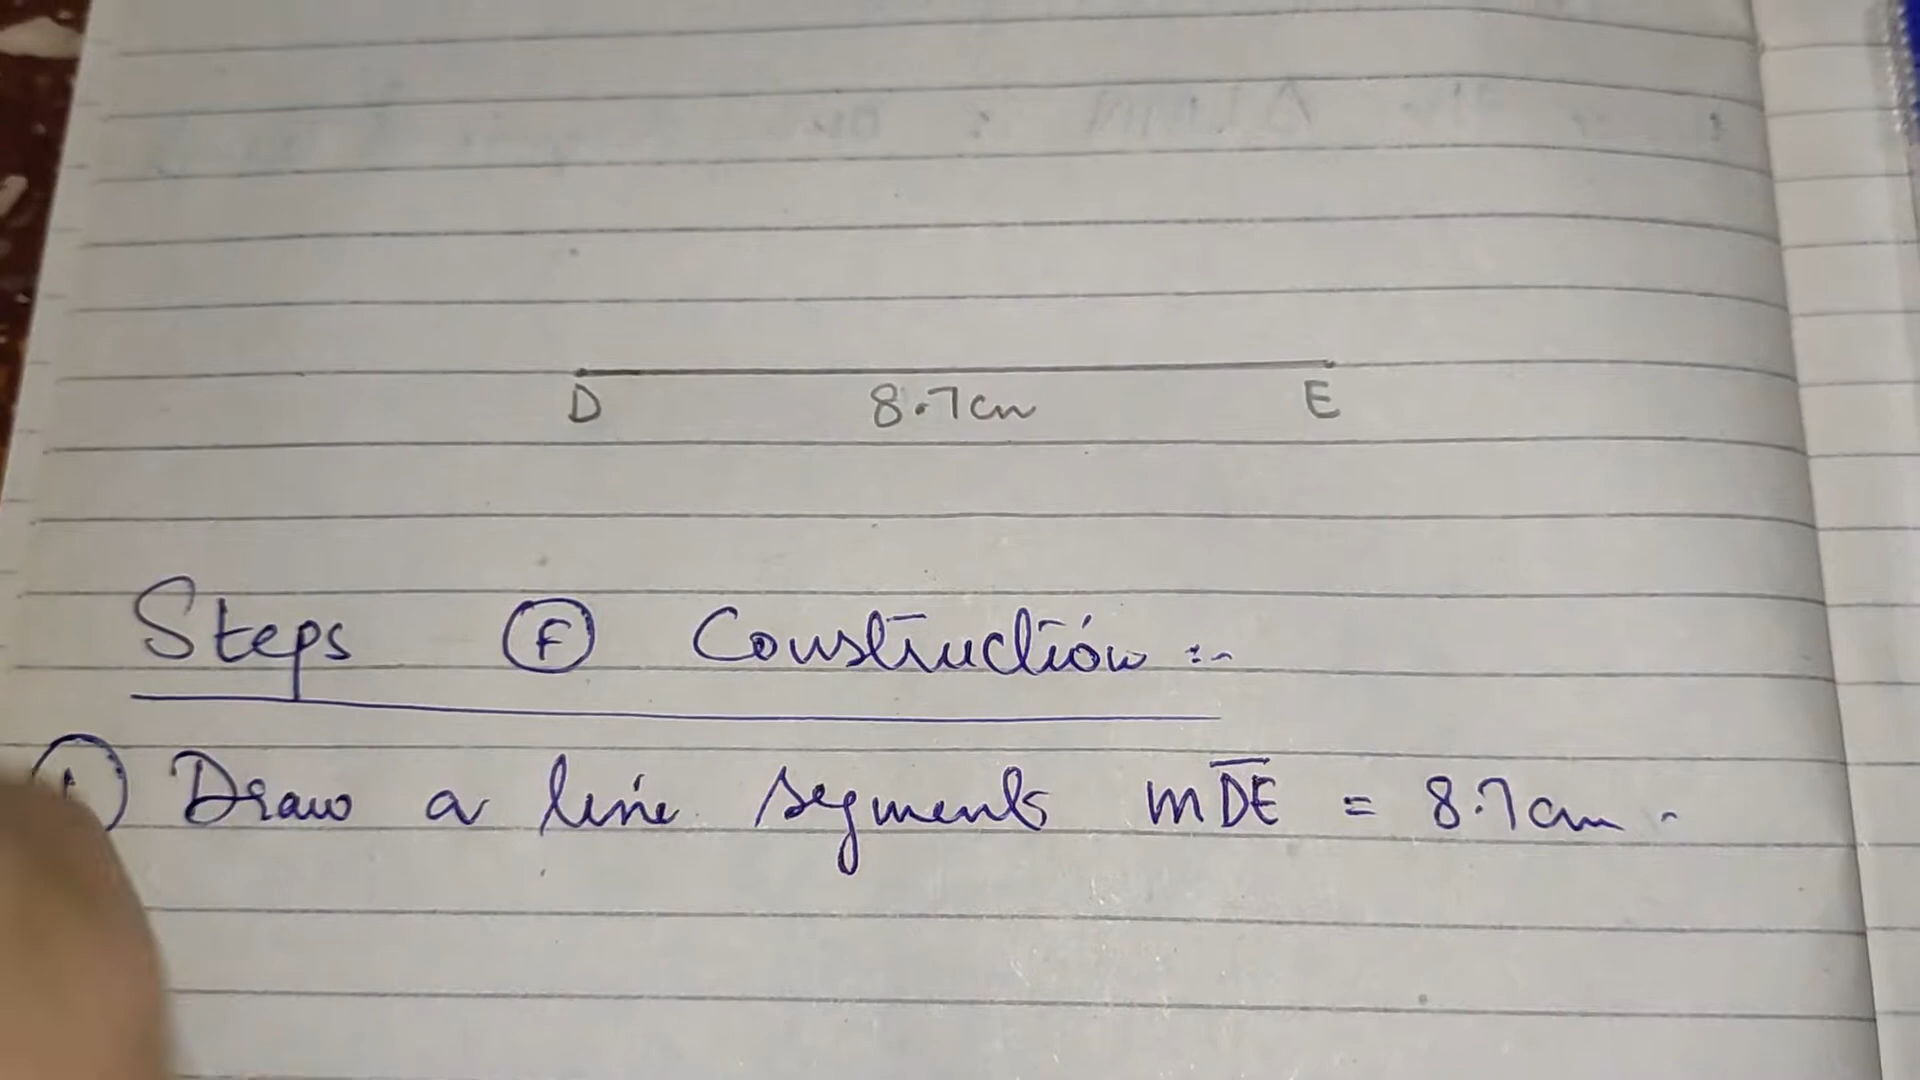 D 8.7cm E
Steps of Construction :-
1) Draw a line segments mDE = 8.7cm.